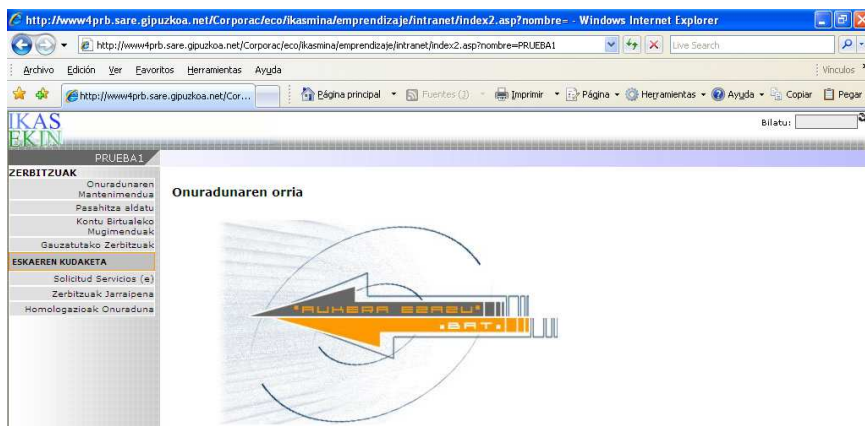 http://www4prb.sare.gipuzkoa.net/Corporac/eco/ikasmina/emprendizaje/intranet/index2.asp?nombre= - Windows Internet Explorer
http://www4prb.sare.gipuzkoa.net/Corporac/eco/ikasmina/emprendizaje/intranet/index2.asp?nombre=PRUEBA1
Live Search
Archivo Edición Ver Favoritos Herramientas Ayuda
Vínculos
http://www4prb.sare.gipuzkoa.net/Cor...
Página principal
Fuentes (J)
Imprimir
Página
Herramientas
Ayuda
Copiar
Pegar
IKAS
EKIN
Bilatu:
PRUEBA1
ZERBITZUAK
Onuradunaren
Mantenimendua
Pasahitza aldatu
Kontu Birtualeko
Mugimenduak
Gauzatutako Zerbitzuak
ESKAEREN KUDAKETA
Solicitud Servicios (e)
Zerbitzuak Jarraipena
Homologazioak Onuraduna
Onuradunaren orria
•AUKERA EZAZU•
.BAT.